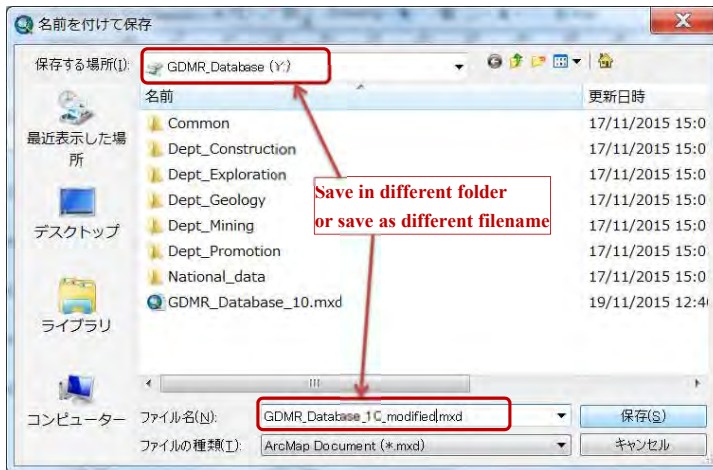 名前を付けて保存
保存する場所(I):
GDMR_Database (Y:)
最近表示した場所
デスクトップ
ライブラリ
コンピューター
名前
更新日時
Common
17/11/2015 15:0
Dept_Construction
17/11/2015 15:0
Dept_Exploration
17/11/2015 15:0
Dept_Geology
17/11/2015 15:0
Dept_Mining
17/11/2015 15:0
Dept_Promotion
17/11/2015 15:0
National_data
17/11/2015 15:0
GDMR_Database_10.mxd
19/11/2015 12:4
Save in different folder
or save as different filename
ファイル名(N):
GDMR_Database_10_modified.mxd
保存(S)
ファイルの種類(T):
ArcMap Document (*.mxd)
キャンセル